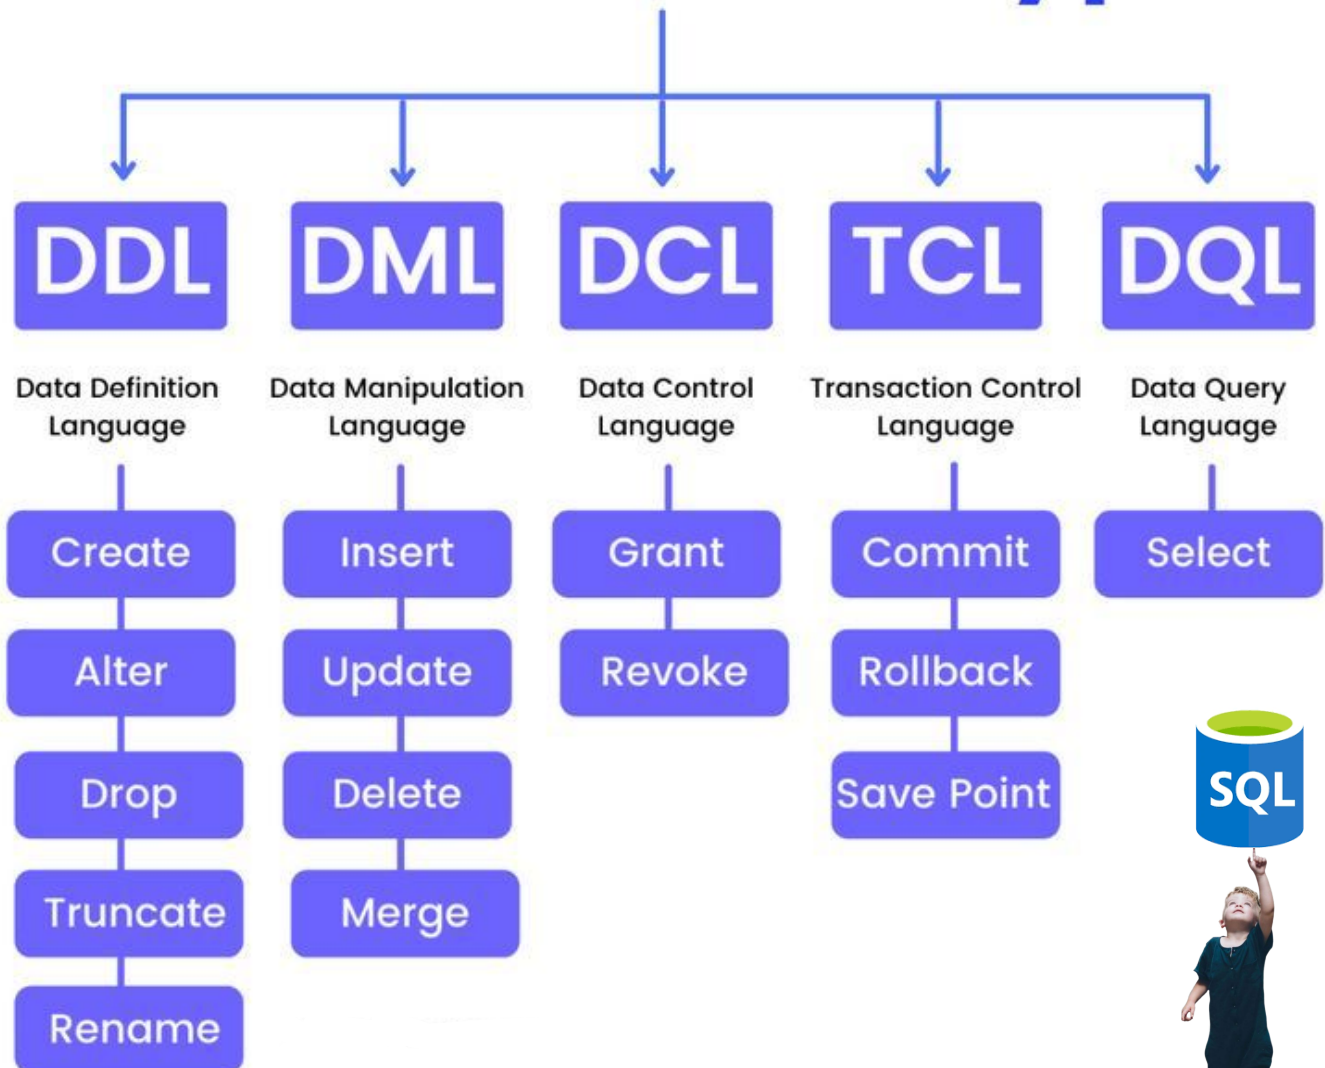 DDL
DML
DCL
TCL
DQL
Data Definition
Language
Data Manipulation
Language
Data Control
Language
Transaction Control
Language
Data Query
Language
Create
Insert
Grant
Commit
Select
Alter
Update
Revoke
Rollback
Drop
Delete
Save Point
Truncate
Merge
Rename
SQL